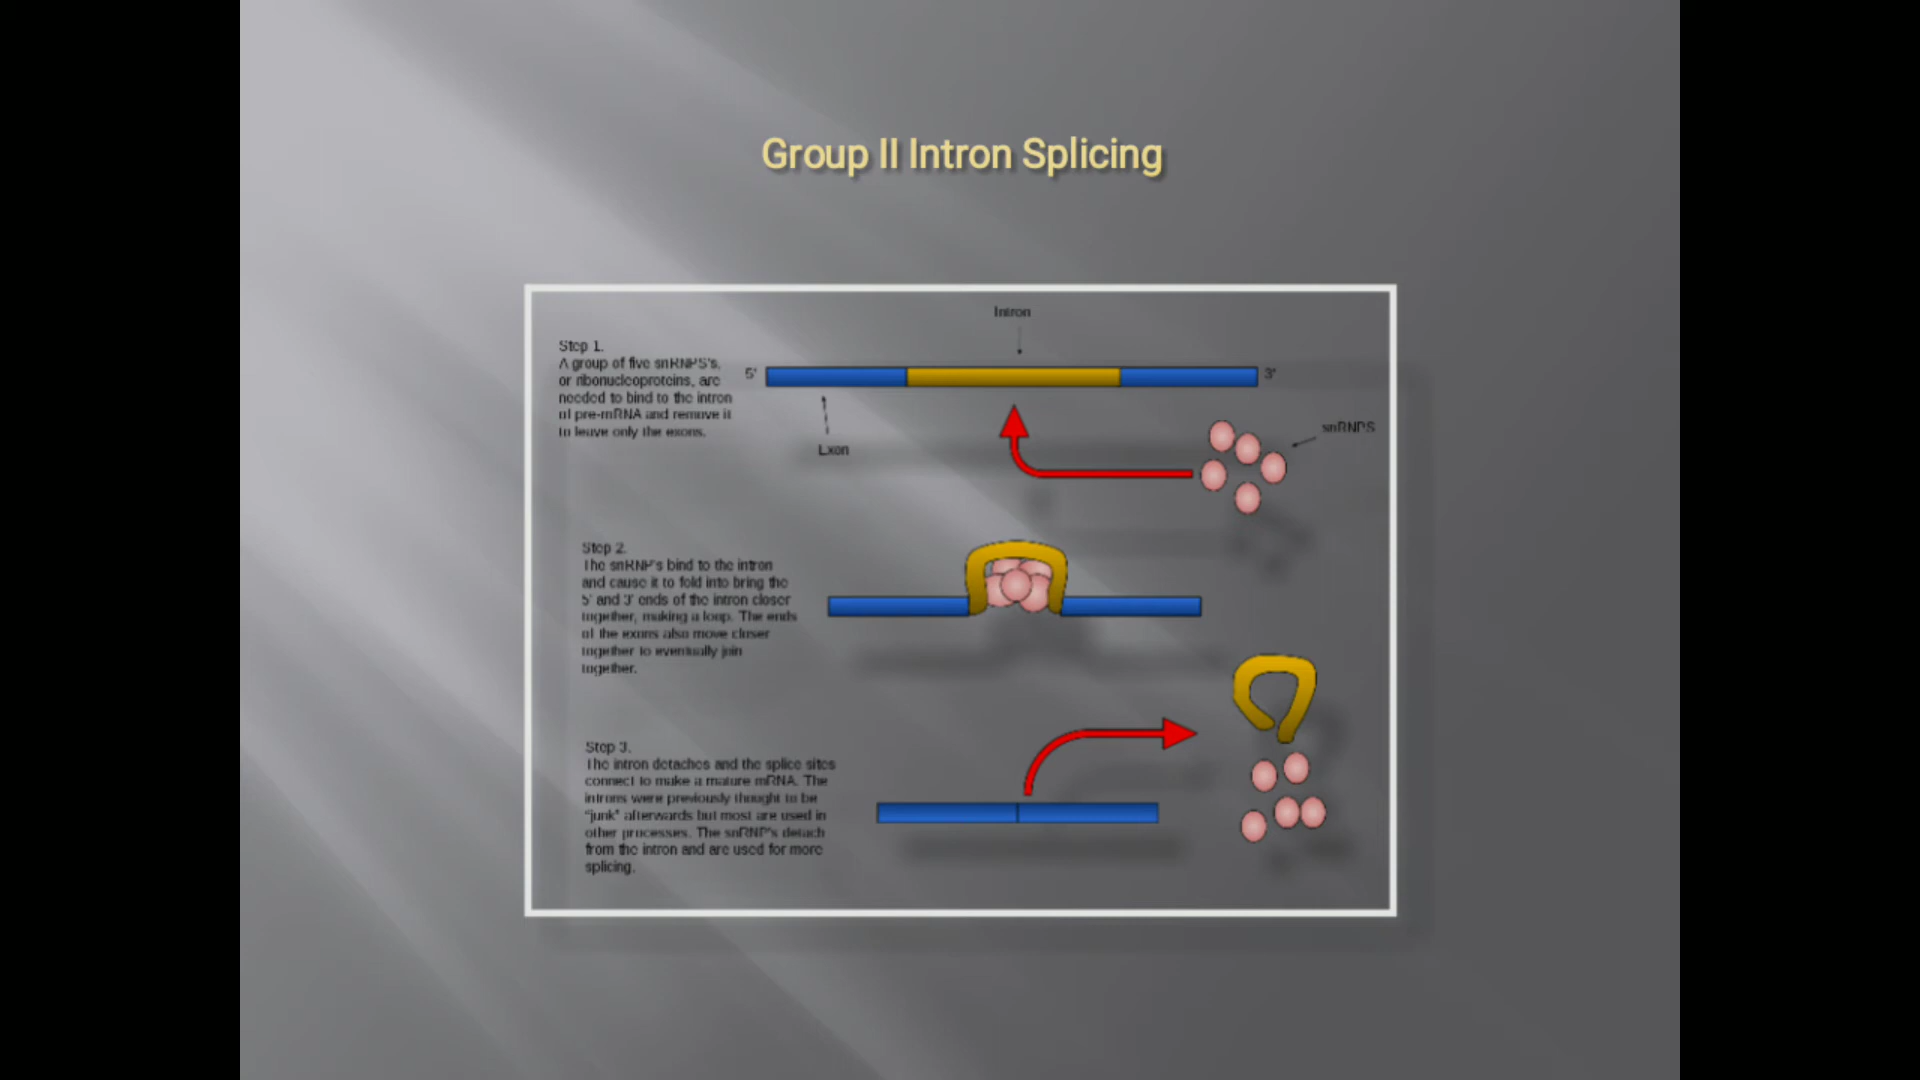 Group II Intron Splicing
Intron
Step 1.
A group of five snRNPS's,
or ribonucleoproteins, are
needed to bind to the intron
of pre-mRNA and remove it
to leave only the exons.
5'
3'
Exon
snRNPS
Step 2.
The snRNP's bind to the intron
and cause it to fold into bring the
5' and 3' ends of the intron closer
together, making a loop. The ends
of the exons also move closer
together to eventually join
together.
Step 3.
The intron detaches and the splice sites
connect to make a mature mRNA. The
introns were previously thought to be
"junk" afterwards but most are used in
other processes. The snRNP's detach
from the intron and are used for more
splicing.